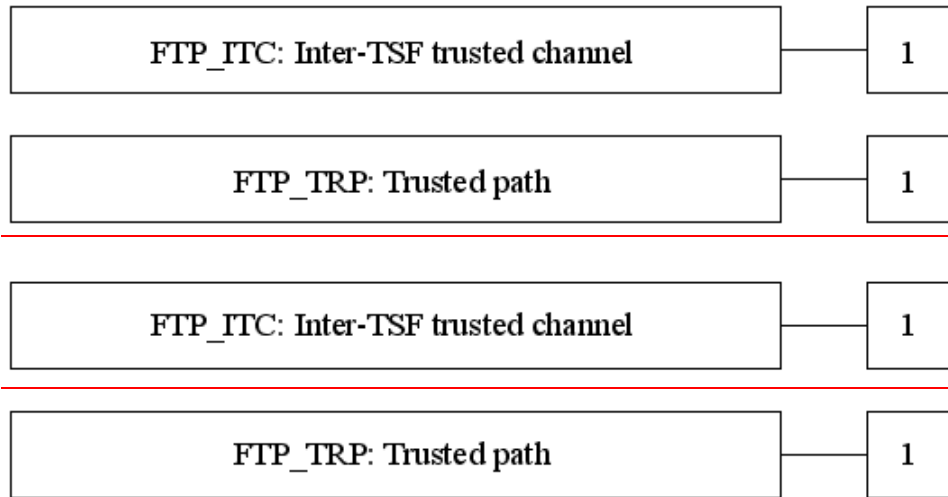 FTP_ITC: Inter-TSF trusted channel 1
FTP_TRP: Trusted path 1
FTP_ITC: Inter-TSF trusted channel 1
FTP_TRP: Trusted path 1